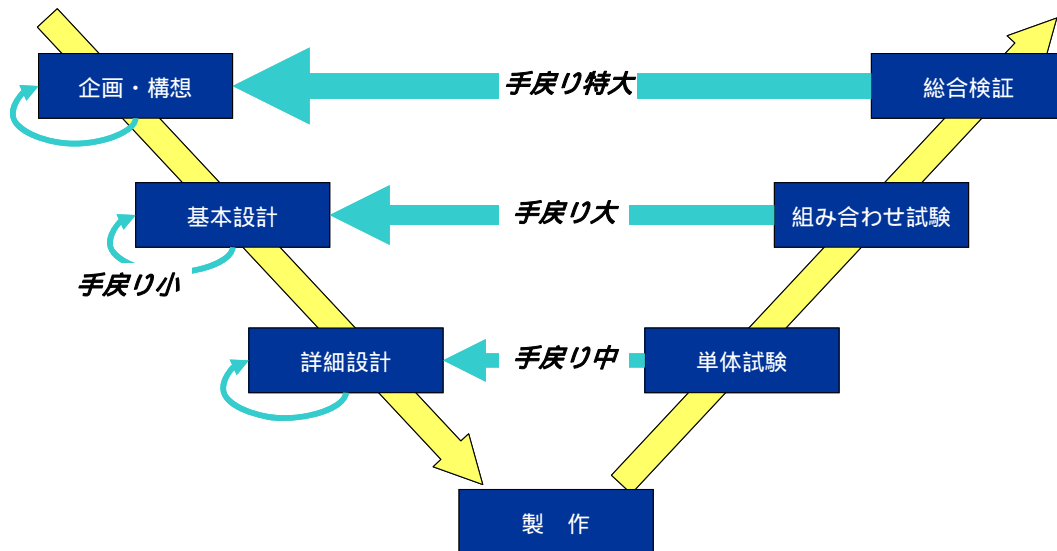 企画・構想
手戻り特大
総合検証
基本設計
手戻り大
組み合わせ試験
手戻り小
詳細設計
手戻り中
単体試験
製　作